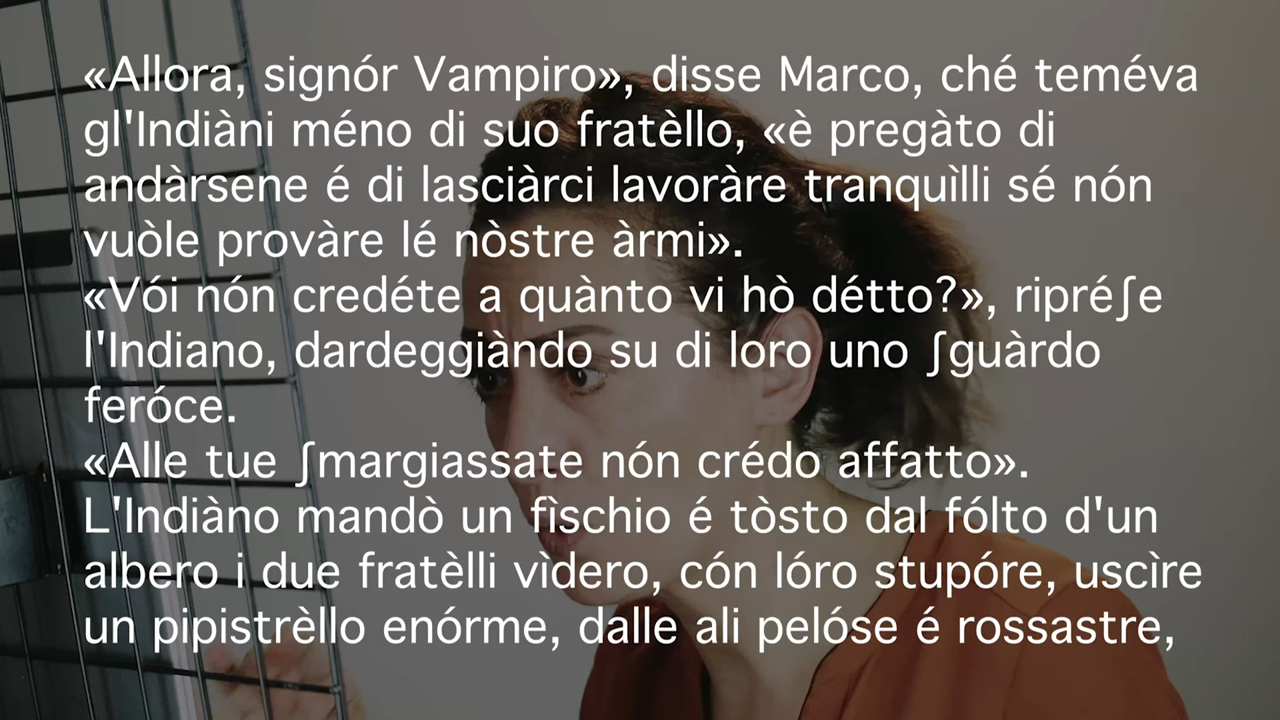 «Allora, signór Vampiro», disse Marco, ché teméva
gl'Indiàni méno di suo fratèllo, «è pregàto di
andàrsene é di lasciàrci lavoràre tranquìlli sé nón
vuòle provàre lé nòstre àrmi».
«Vói nón credéte a quànto vi hò détto?», ripréʃe
l'Indiano, dardeggiàndo su di loro uno ʃguàrdo
feróce.
«Alle tue ʃmargiassate nón crédo affatto».
L'Indiàno mandò un fìschio é tòsto dal fólto d'un
albero i due fratèlli vìdero, cón lóro stupóre, uscìre
un pipistrèllo enórme, dalle ali pelóse é rossastre,